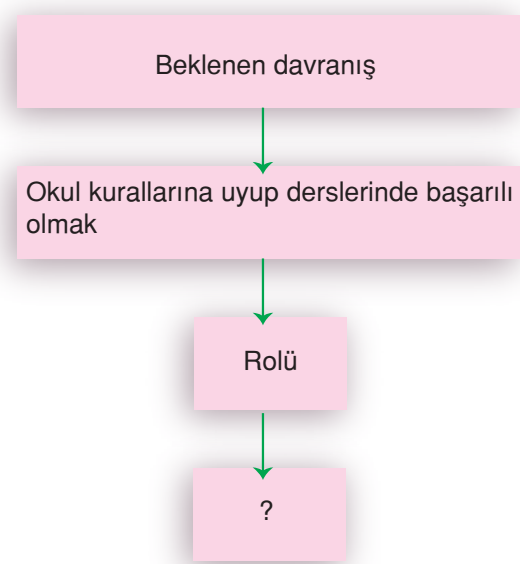 Beklenen davranış
Okul kurallarına uyup derslerinde başarılı
olmak
Rolü
?